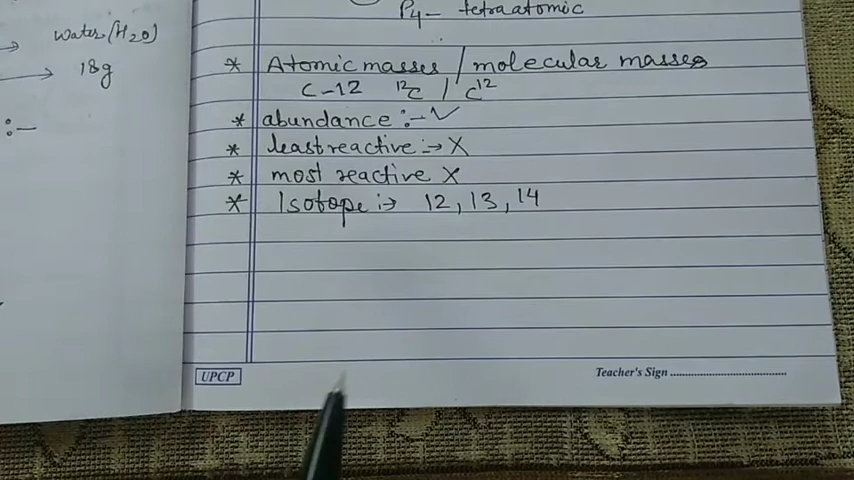 Water (H2O)
18g
:—
P4 – tetraatomic
* Atomic masses / molecular masses
C-12 12C / C12
* abundance :- ✓
* least reactive :→ X
* most reactive X
* Isotope :→ 12, 13, 14
UPCP
Teacher's Sign ........................................